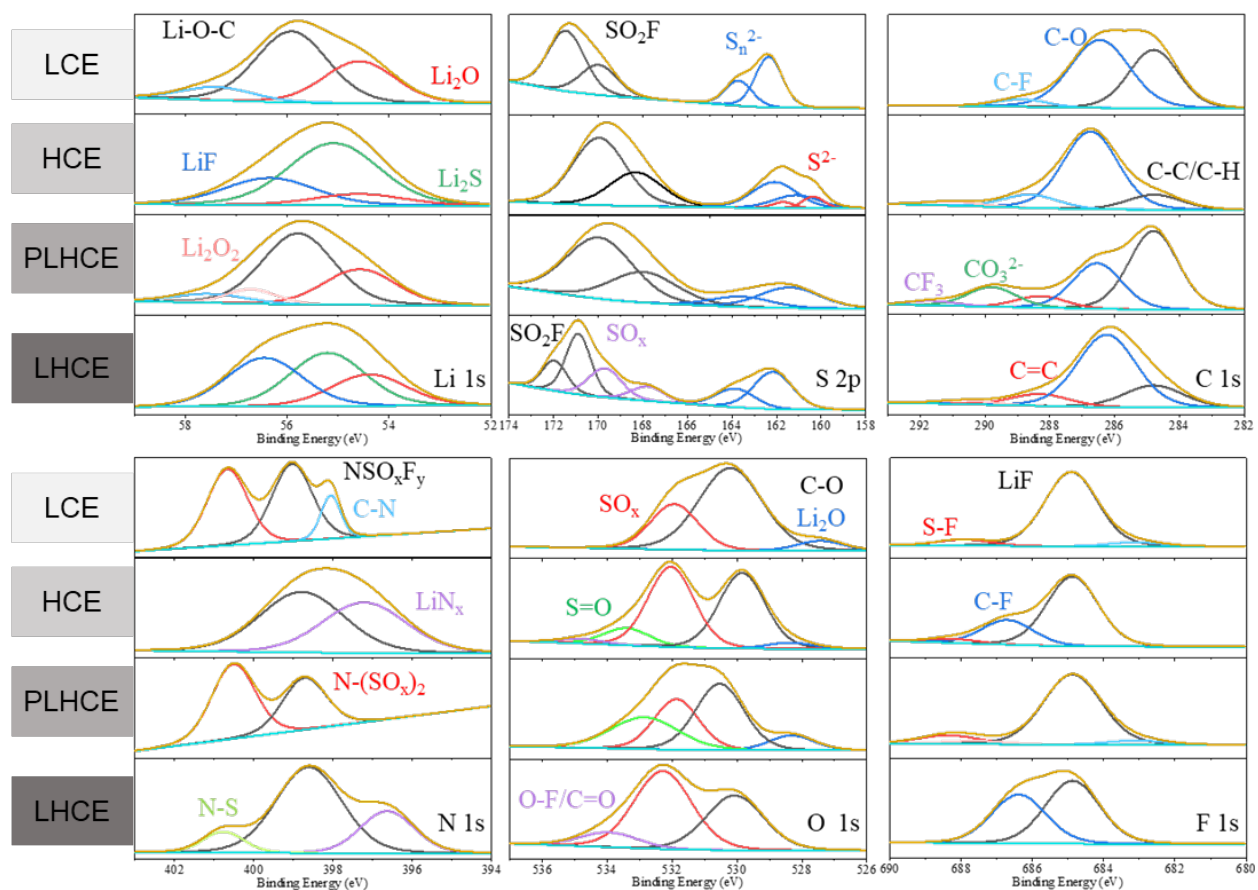 LCE
Li-O-C
Li₂O
SO₂F
Sₙ²⁻
C-O
C-F
HCE
LiF
Li₂S
S²⁻
C-C/C-H
PLHCE
Li₂O₂
CF₃
CO₃²⁻
LHCE
Li 1s
SO₂F
SOₓ
S 2p
C=C
C 1s
58 56 54 52
Binding Energy (eV)
174 172 170 168 166 164 162 160 158
Binding Energy (eV)
292 290 288 286 284 282
Binding Energy (eV)
LCE
NSOₓFᵧ
C-N
SOₓ
C-O
Li₂O
LiF
S-F
HCE
LiNₓ
S=O
C-F
PLHCE
N-(SOₓ)₂
LHCE
N-S
N 1s
O-F/C=O
O 1s
F 1s
402 400 398 396 394
Binding Energy (eV)
536 534 532 530 528 526
Binding Energy (eV)
690 688 686 684 682 680
Binding Energy (eV)